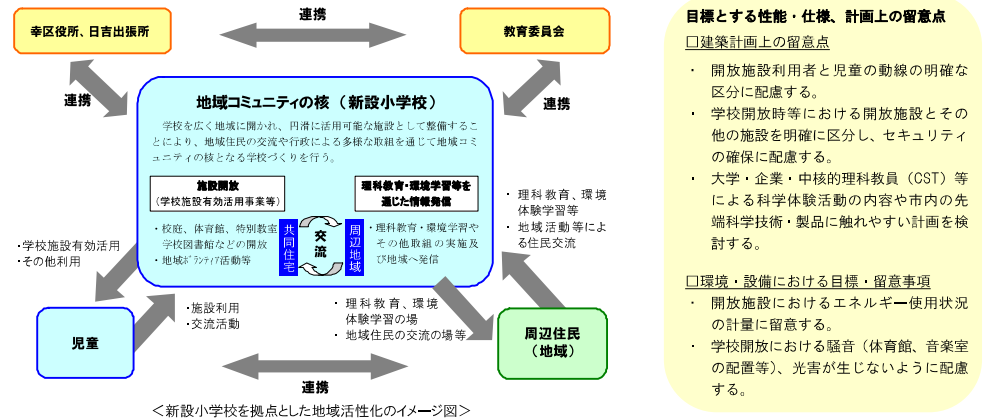 連携
幸区役所、日吉出張所
教育委員会
連携
連携
地域コミュニティの核（新設小学校）
学校を広く地域に開かれ、円滑に活用可能な施設として整備するこ
とにより、地域住民の交流や行政による多様な取組を通じて地域コミ
ュニティの核となる学校づくりを行う。
施設開放
（学校施設有効活用事業等）
・校庭、体育館、特別教室
学校図書館などの開放
・地域ﾎﾞﾗﾝﾃｨｱ活動等
共同住宅
交流
周辺地域
理科教育・環境学習等を
通じた情報発信
・理科教育・環境学習や
その他取組の実施及
び地域へ発信
・理科教育、環境
体験学習等
・地域活動等によ
る住民交流
・学校施設有効活用
・その他利用
・施設利用
・交流活動
・理科教育、環境
体験学習の場
・地域住民の交流の場等
児童
周辺住民
（地域）
連携
＜新設小学校を拠点とした地域活性化のイメージ図＞
目標とする性能・仕様、計画上の留意点
□建築計画上の留意点
・ 開放施設利用者と児童の動線の明確な
区分に配慮する。
・ 学校開放時等における開放施設とその
他の施設を明確に区分し、セキュリティ
の確保に配慮する。
・ 大学・企業・中核的理科教員（CST）等
による科学体験活動の内容や市内の先
端科学技術・製品に触れやすい計画を検
討する。
□環境・設備における目標・留意事項
・ 開放施設におけるエネルギー使用状況
の計量に留意する。
・ 学校開放における騒音（体育館、音楽室
の配置等）、光害が生じないように配慮
する。